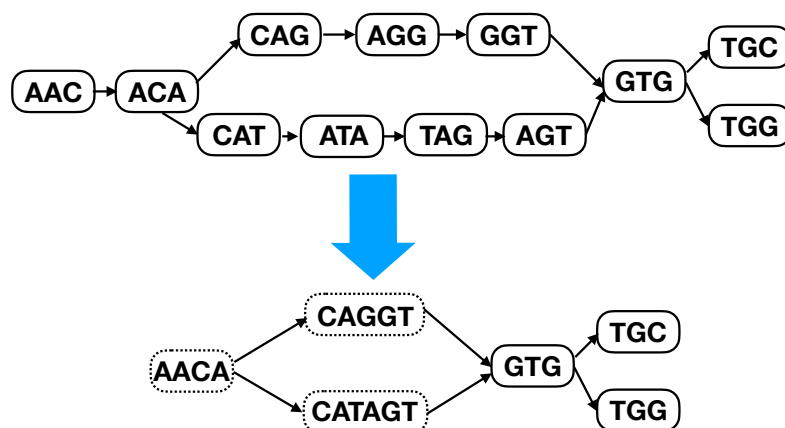 CAG AGG GGT
TGC
AAC ACA
GTG
CAT ATA TAG AGT
TGG
CAGGT
TGC
AACA
GTG
CATAGT
TGG